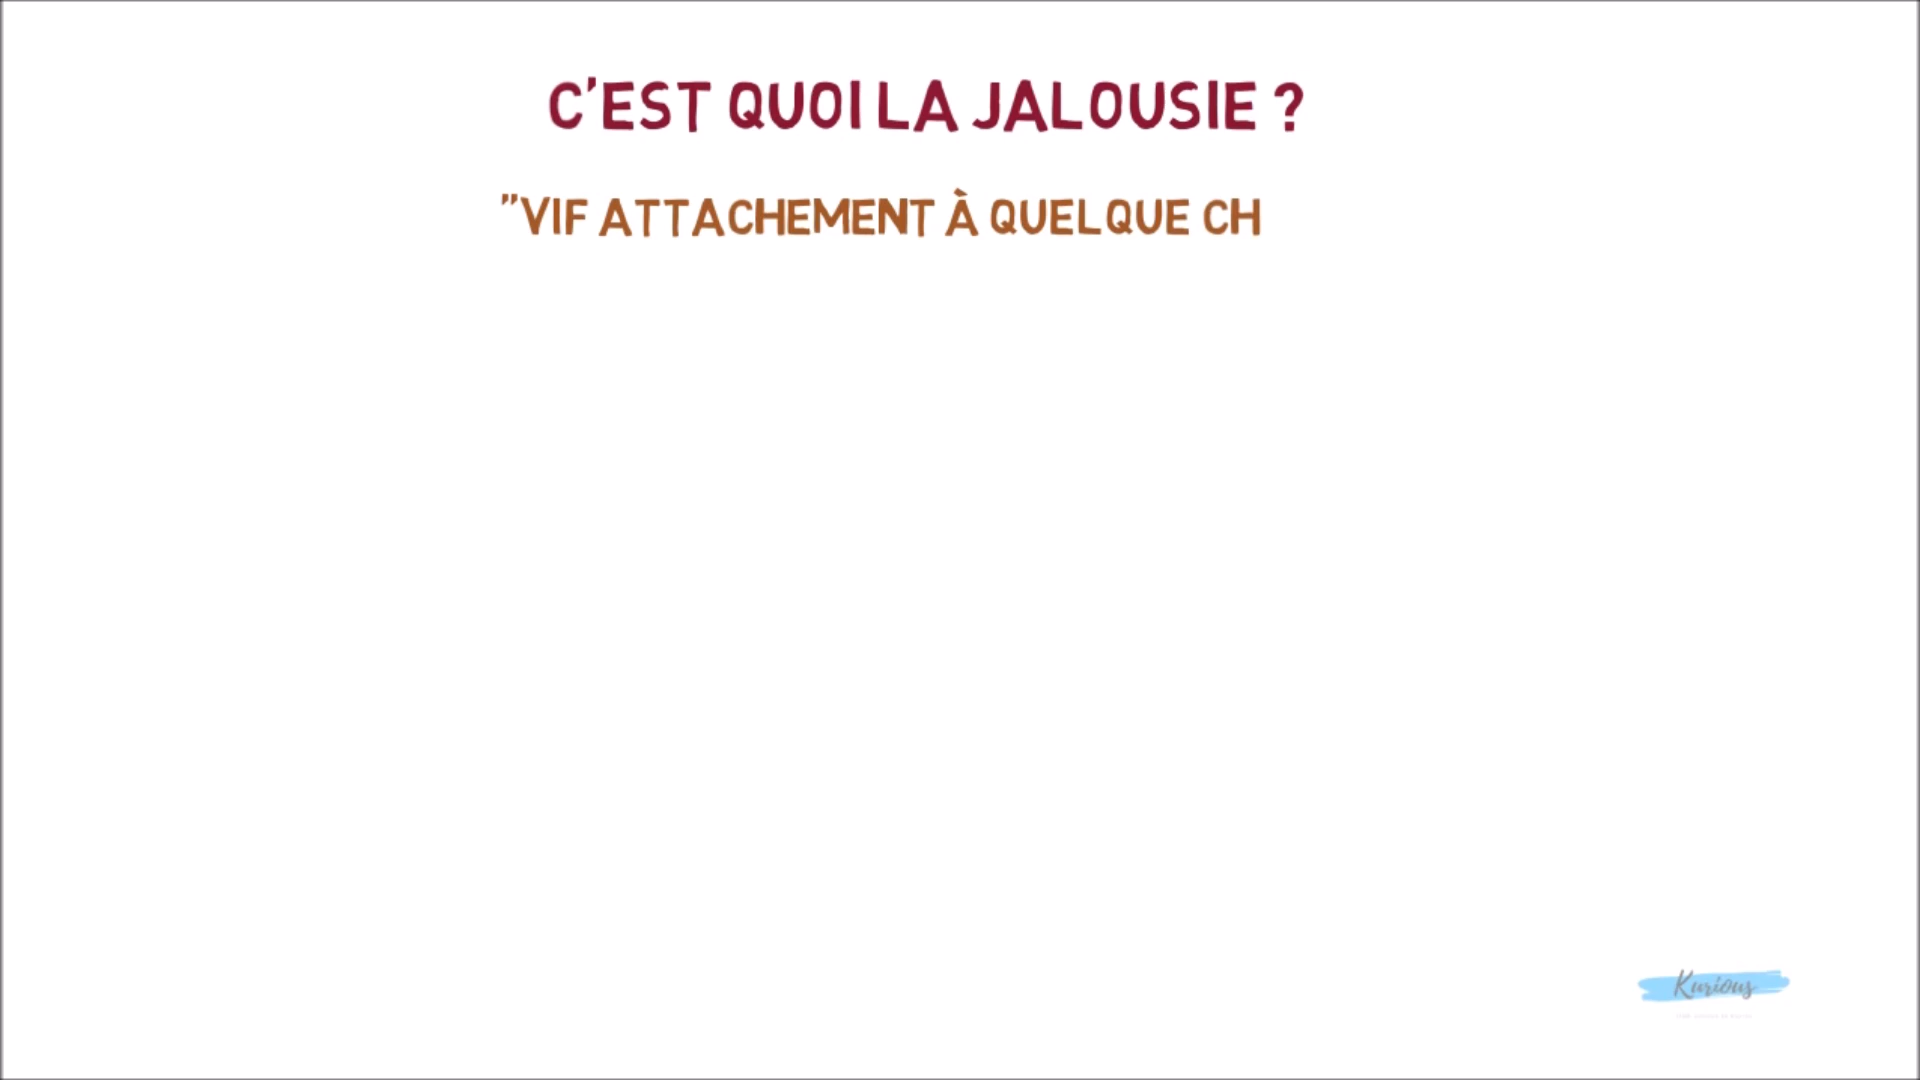 C'EST QUOI LA JALOUSIE ?
"VIF ATTACHEMENT À QUELQUE CH
Kurious